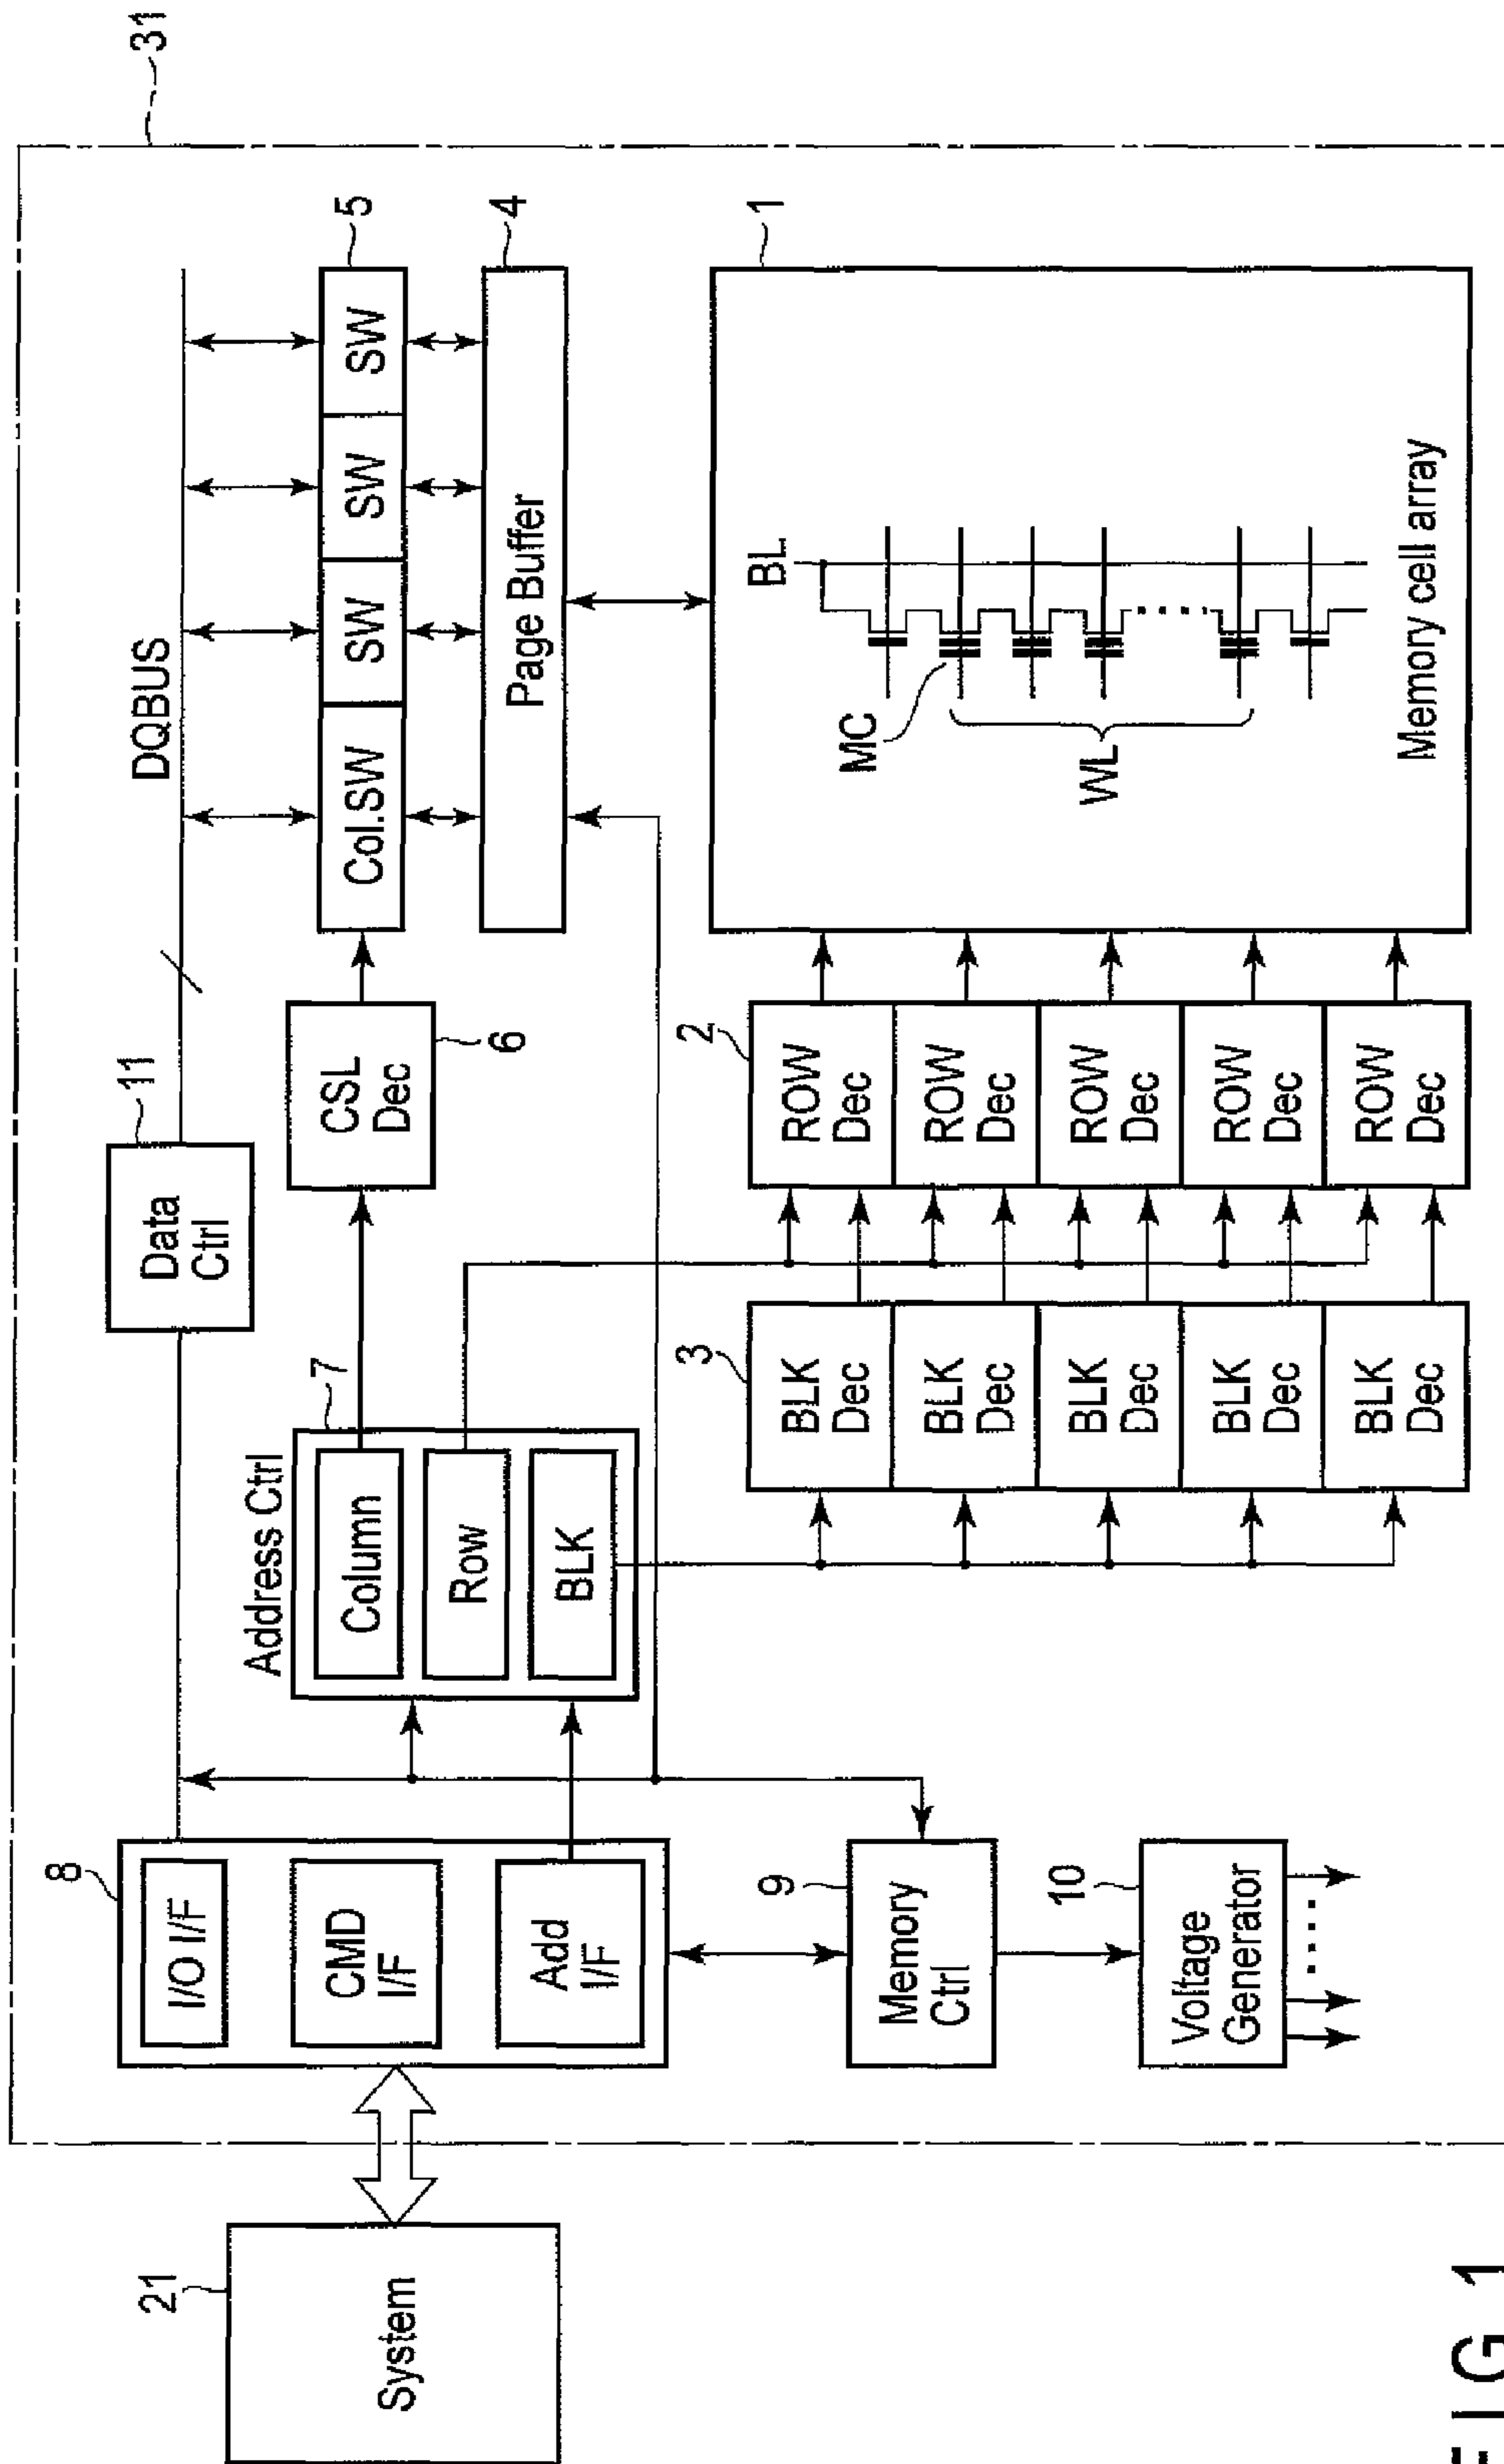 31
DQBUS
11
Data
Ctrl
8
I/O I/F
CMD
I/F
Add
I/F
21
System
Address Ctrl
7
Column
Row
BLK
CSL
Dec
6
Col.SW
SW
SW
SW
5
Page Buffer
4
9
Memory
Ctrl
10
Voltage
Generator
3
BLK
Dec
BLK
Dec
BLK
Dec
BLK
Dec
BLK
Dec
2
ROW
Dec
ROW
Dec
ROW
Dec
ROW
Dec
ROW
Dec
1
BL
MC
WL
Memory cell array
FIG 1